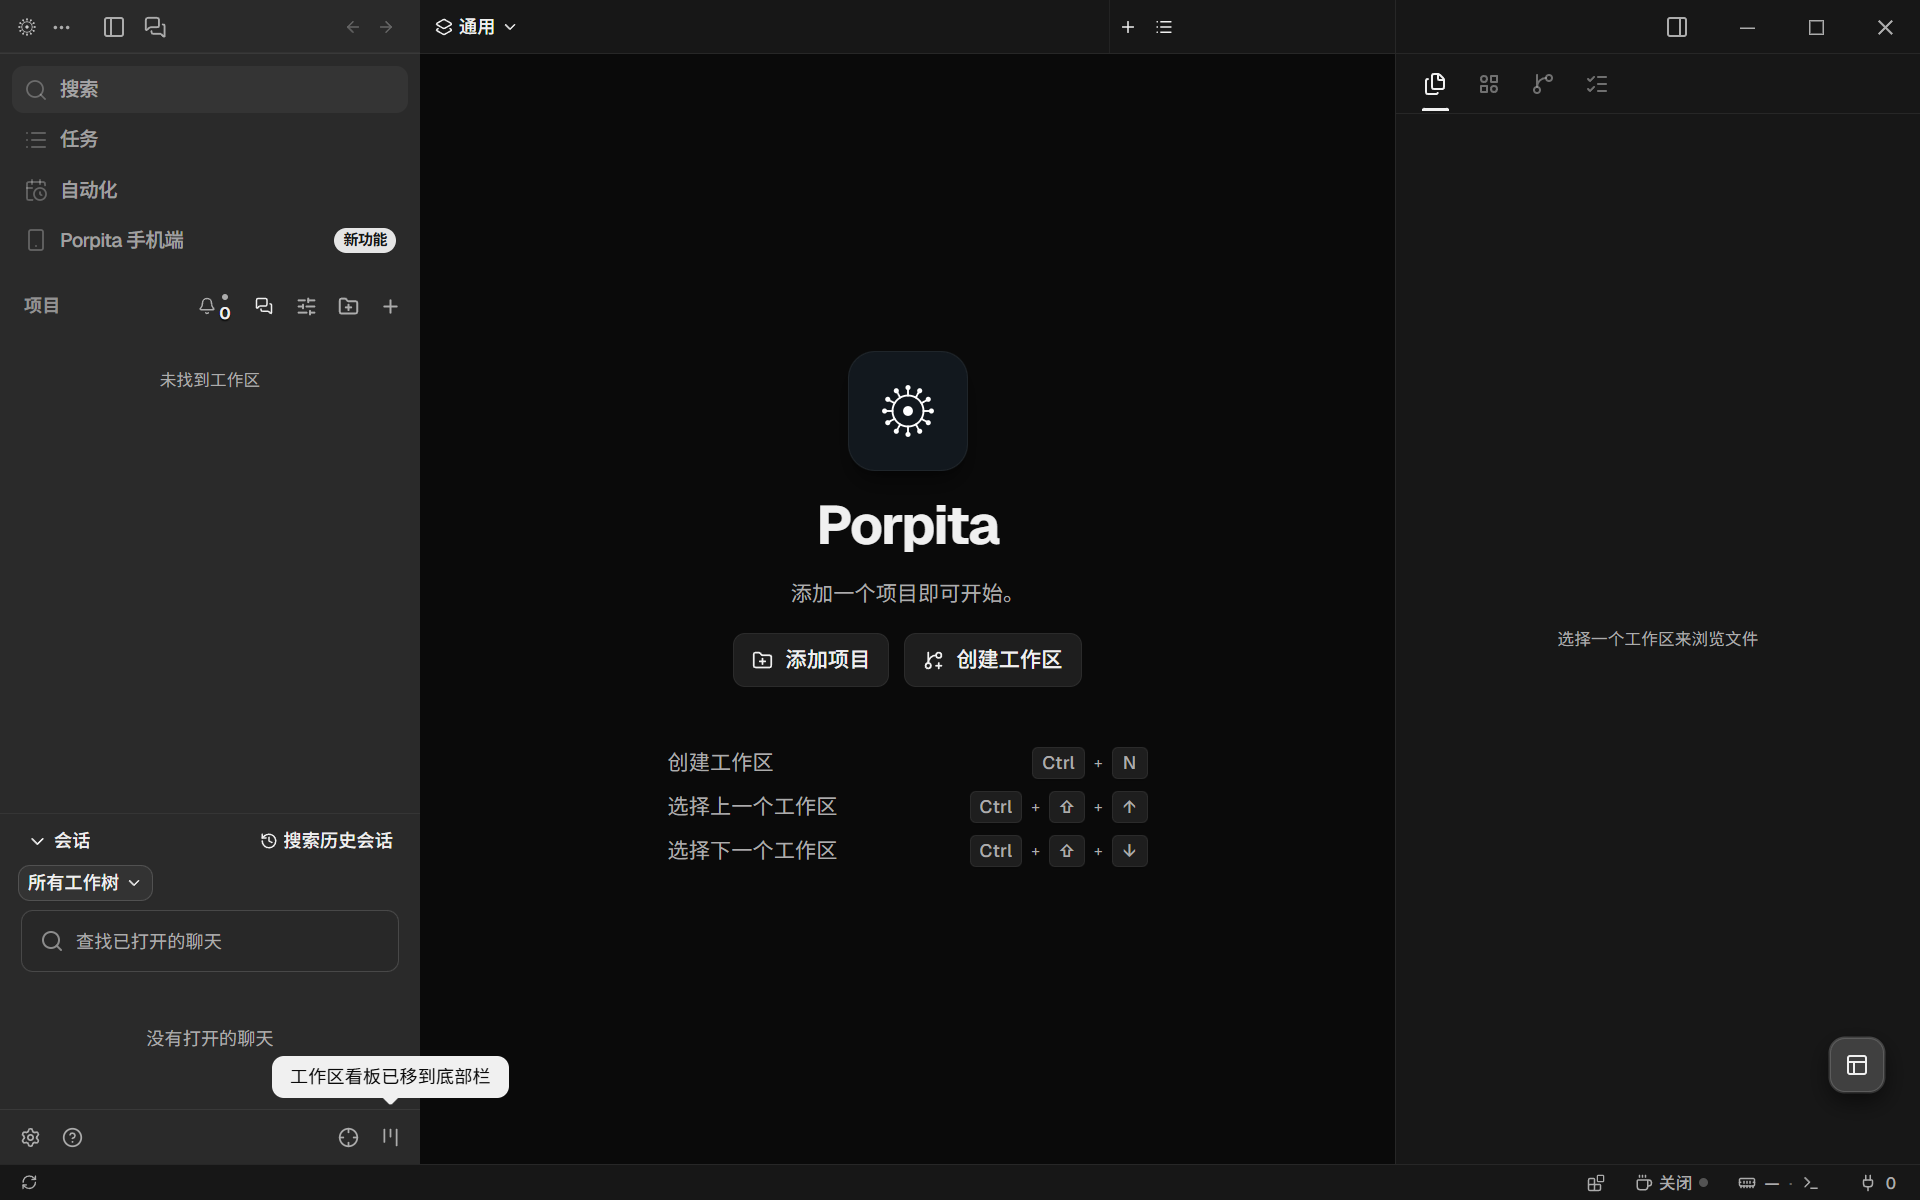 通用
搜索
任务
自动化
Porpita 手机端
新功能
项目
0
未找到工作区
Porpita
添加一个项目即可开始。
添加项目
创建工作区
创建工作区
Ctrl + N
选择上一个工作区
Ctrl + ⇧ + ↑
选择下一个工作区
Ctrl + ⇧ + ↓
选择一个工作区来浏览文件
会话
搜索历史会话
所有工作树
查找已打开的聊天
没有打开的聊天
工作区看板已移到底部栏
关闭
— ·
0